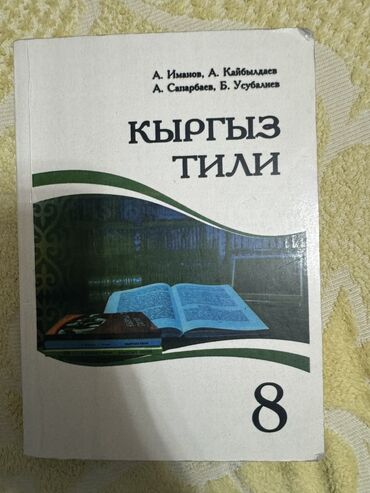 А. Иманов, А. Кайбылдаев
А. Сапарбаев, Б. Усубалиев
КЫРГЫЗ
ТИЛИ
8